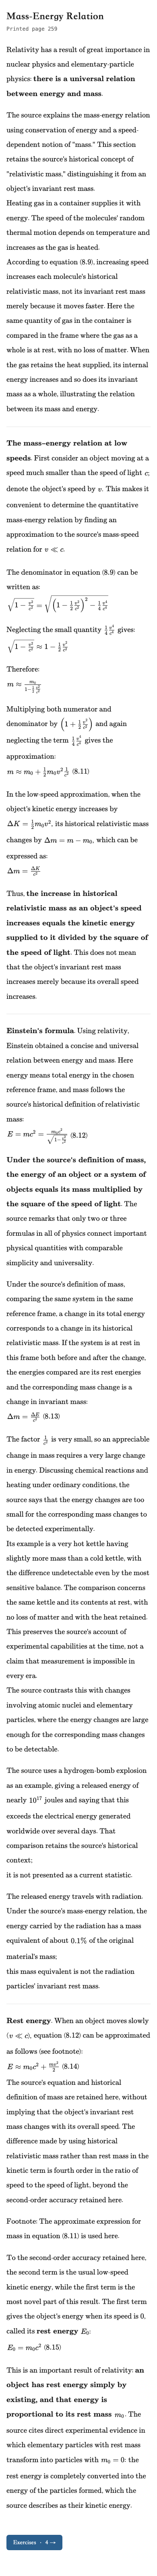 Mass-Energy Relation
Printed page 259
Relativity has a result of great importance in
nuclear physics and elementary-particle
physics: there is a universal relation
between energy and mass.
The source explains the mass-energy relation
using conservation of energy and a speed-
dependent notion of "mass." This section
retains the source's historical concept of
"relativistic mass," distinguishing it from an
object's invariant rest mass.
Heating gas in a container supplies it with
energy. The speed of the molecules' random
thermal motion depends on temperature and
increases as the gas is heated.
According to equation (8.9), increasing speed
increases each molecule's historical
relativistic mass, not its invariant rest mass
merely because it moves faster. Here the
same quantity of gas in the container is
compared in the frame where the gas as a
whole is at rest, with no loss of matter. When
the gas retains the heat supplied, its internal
energy increases and so does its invariant
mass as a whole, illustrating the relation
between its mass and energy.
The mass–energy relation at low
speeds. First consider an object moving at a
speed much smaller than the speed of light c;
denote the object's speed by v. This makes it
convenient to determine the quantitative
mass-energy relation by finding an
approximation to the source's mass-speed
relation for v ≪ c.
The denominator in equation (8.9) can be
written as:
√(1 − v²/c²) = √((1 − ½ v²/c²)² − ¼ v⁴/c⁴)
Neglecting the small quantity ¼ v⁴/c⁴ gives:
√(1 − v²/c²) ≈ 1 − ½ v²/c²
Therefore:
m ≈ m₀/(1 − ½ v²/c²)
Multiplying both numerator and
denominator by (1 + ½ v²/c²) and again
neglecting the term ¼ v⁴/c⁴ gives the
approximation:
m ≈ m₀ + ½m₀v² 1/c² (8.11)
In the low-speed approximation, when the
object's kinetic energy increases by
ΔK = ½m₀v², its historical relativistic mass
changes by Δm = m − m₀, which can be
expressed as:
Δm = ΔK/c².
Thus, the increase in historical
relativistic mass as an object's speed
increases equals the kinetic energy
supplied to it divided by the square of
the speed of light. This does not mean
that the object's invariant rest mass
increases merely because its overall speed
increases.
Einstein's formula. Using relativity,
Einstein obtained a concise and universal
relation between energy and mass. Here
energy means total energy in the chosen
reference frame, and mass follows the
source's historical definition of relativistic
mass:
E = mc² = m₀c²/√(1 − v²/c²) (8.12)
Under the source's definition of mass,
the energy of an object or a system of
objects equals its mass multiplied by
the square of the speed of light. The
source remarks that only two or three
formulas in all of physics connect important
physical quantities with comparable
simplicity and universality.
Under the source's definition of mass,
comparing the same system in the same
reference frame, a change in its total energy
corresponds to a change in its historical
relativistic mass. If the system is at rest in
this frame both before and after the change,
the energies compared are its rest energies
and the corresponding mass change is a
change in invariant mass:
Δm = ΔE/c² (8.13)
The factor 1/c² is very small, so an appreciable
change in mass requires a very large change
in energy. Discussing chemical reactions and
heating under ordinary conditions, the
source says that the energy changes are too
small for the corresponding mass changes to
be detected experimentally.
Its example is a very hot kettle having
slightly more mass than a cold kettle, with
the difference undetectable even by the most
sensitive balance. The comparison concerns
the same kettle and its contents at rest, with
no loss of matter and with the heat retained.
This preserves the source's account of
experimental capabilities at the time, not a
claim that measurement is impossible in
every era.
The source contrasts this with changes
involving atomic nuclei and elementary
particles, where the energy changes are large
enough for the corresponding mass changes
to be detectable.
The source uses a hydrogen-bomb explosion
as an example, giving a released energy of
nearly 10¹⁷ joules and saying that this
exceeds the electrical energy generated
worldwide over several days. That
comparison retains the source's historical
context;
it is not presented as a current statistic.
The released energy travels with radiation.
Under the source's mass-energy relation, the
energy carried by the radiation has a mass
equivalent of about 0.1% of the original
material's mass;
this mass equivalent is not the radiation
particles' invariant rest mass.
Rest energy. When an object moves slowly
(v ≪ c), equation (8.12) can be approximated
as follows (see footnote):
E ≈ m₀c² + m₀v²/2 (8.14)
The source's equation and historical
definition of mass are retained here, without
implying that the object's invariant rest
mass changes with its overall speed. The
difference made by using historical
relativistic mass rather than rest mass in the
kinetic term is fourth order in the ratio of
speed to the speed of light, beyond the
second-order accuracy retained here.
Footnote: The approximate expression for
mass in equation (8.11) is used here.
To the second-order accuracy retained here,
the second term is the usual low-speed
kinetic energy, while the first term is the
most novel part of this result. The first term
gives the object's energy when its speed is 0,
called its rest energy E₀:
E₀ = m₀c² (8.15)
This is an important result of relativity: an
object has rest energy simply by
existing, and that energy is
proportional to its rest mass m₀. The
source cites direct experimental evidence in
which elementary particles with rest mass
transform into particles with m₀ = 0: the
rest energy is completely converted into the
energy of the particles formed, which the
source describes as their kinetic energy.
Exercises · 4 →